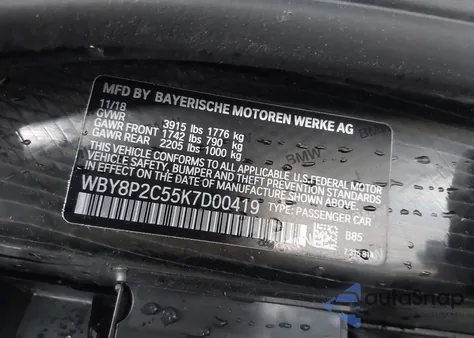 MFD BY BAYERISCHE MOTOREN WERKE AG
11/18
GVWR 3915 lbs 1776 kg
GAWR FRONT 1742 lbs 790 kg
GAWR REAR 2205 lbs 1000 kg
THIS VEHICLE CONFORMS TO ALL APPLICABLE U.S. FEDERAL MOTOR
VEHICLE SAFETY, BUMPER, AND THEFT PREVENTION STANDARDS IN
EFFECT ON THE DATE OF MANUFACTURE SHOWN ABOVE.
WBY8P2C55K7D00419 TYPE: PASSENGER CAR
B85
BMW
BMW
AutoSnap